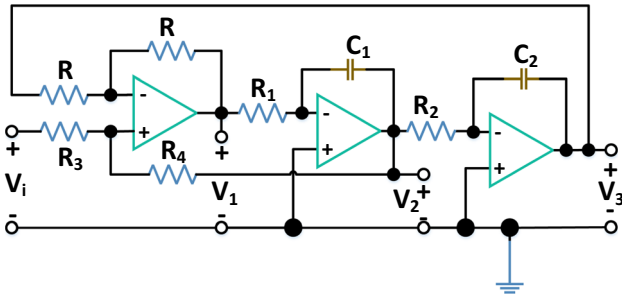 R
C₁
C₂
R
R₁
R₂
-
+
-
+
-
+
+
R₃
R₄
+
+
+
Vᵢ
V₁
V₂
V₃
-
-
-
-